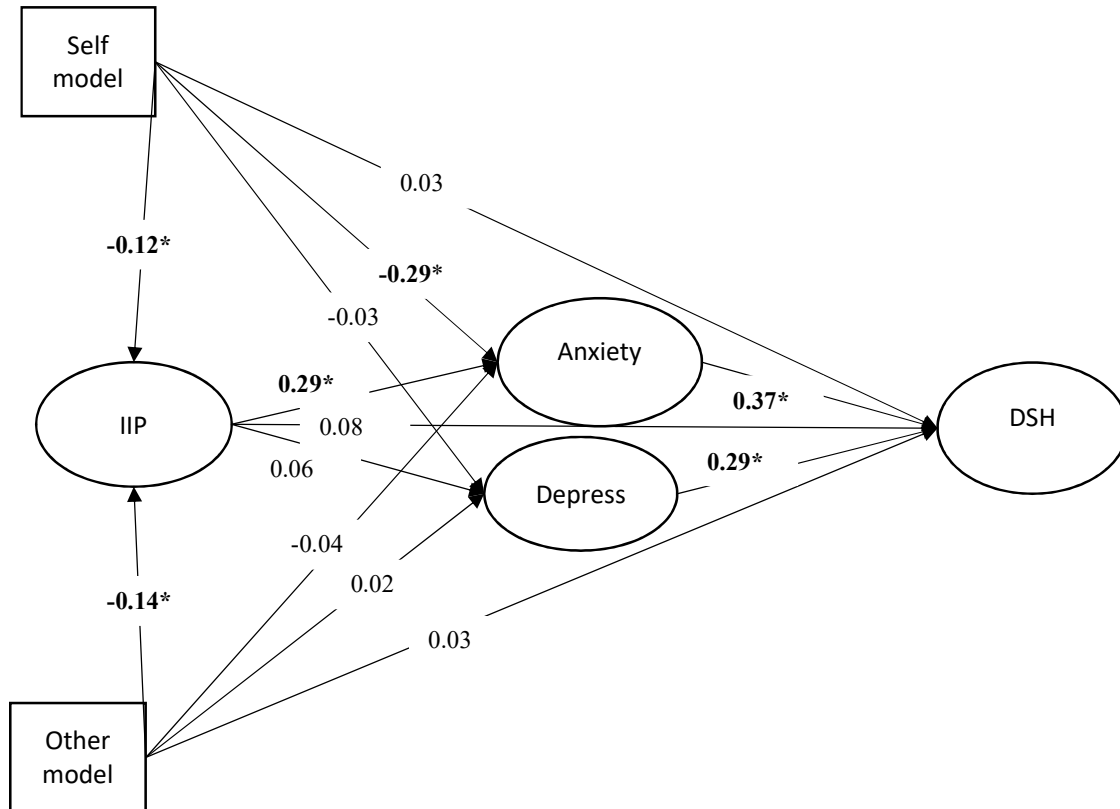 Self
model
0.03
-0.12*
-0.29*
-0.03
Anxiety
0.29*
0.37*
IIP
0.08
DSH
0.06
0.29*
Depress
-0.04
0.02
-0.14*
0.03
Other
model